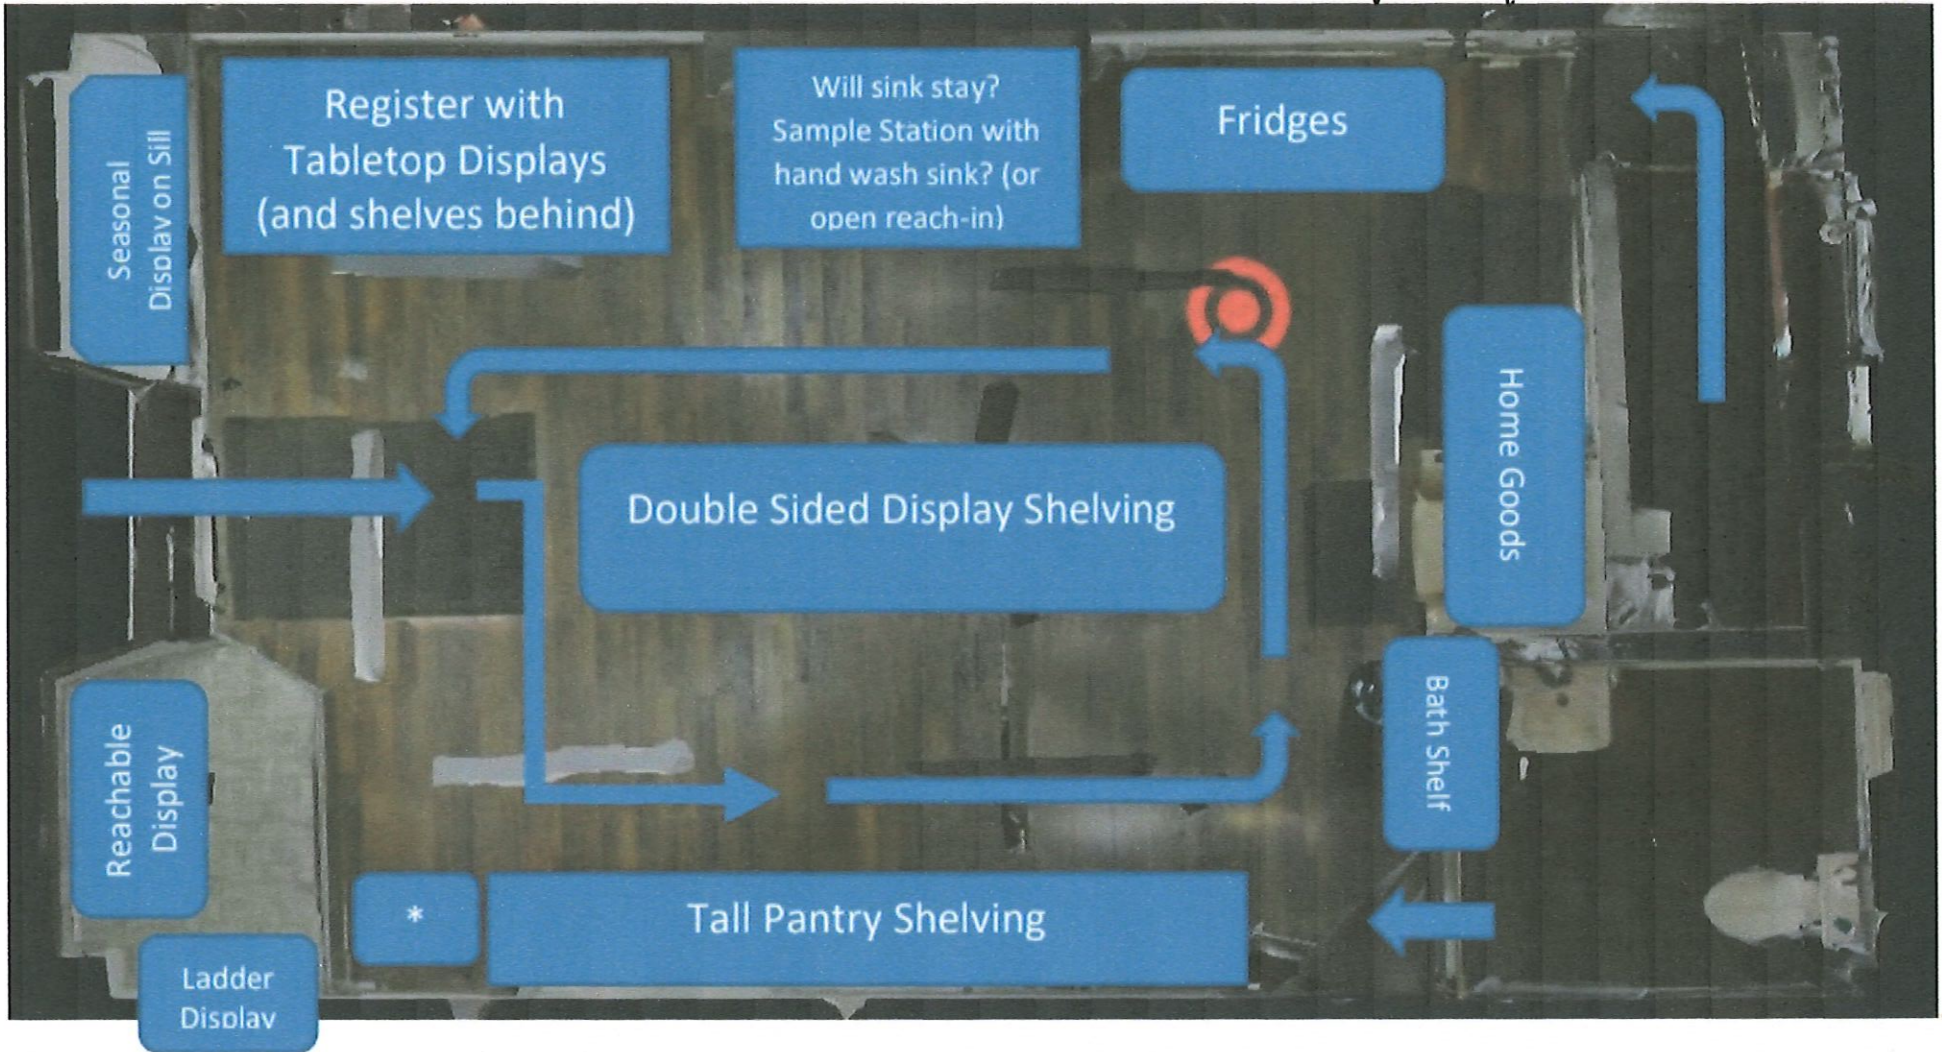 Register with
Tabletop Displays
(and shelves behind)
Will sink stay?
Sample Station with
hand wash sink? (or
open reach-in)
Fridges
Seasonal
Display on Sill
Home Goods
Double Sided Display Shelving
Bath Shelf
Reachable
Display
*
Tall Pantry Shelving
Ladder
Display